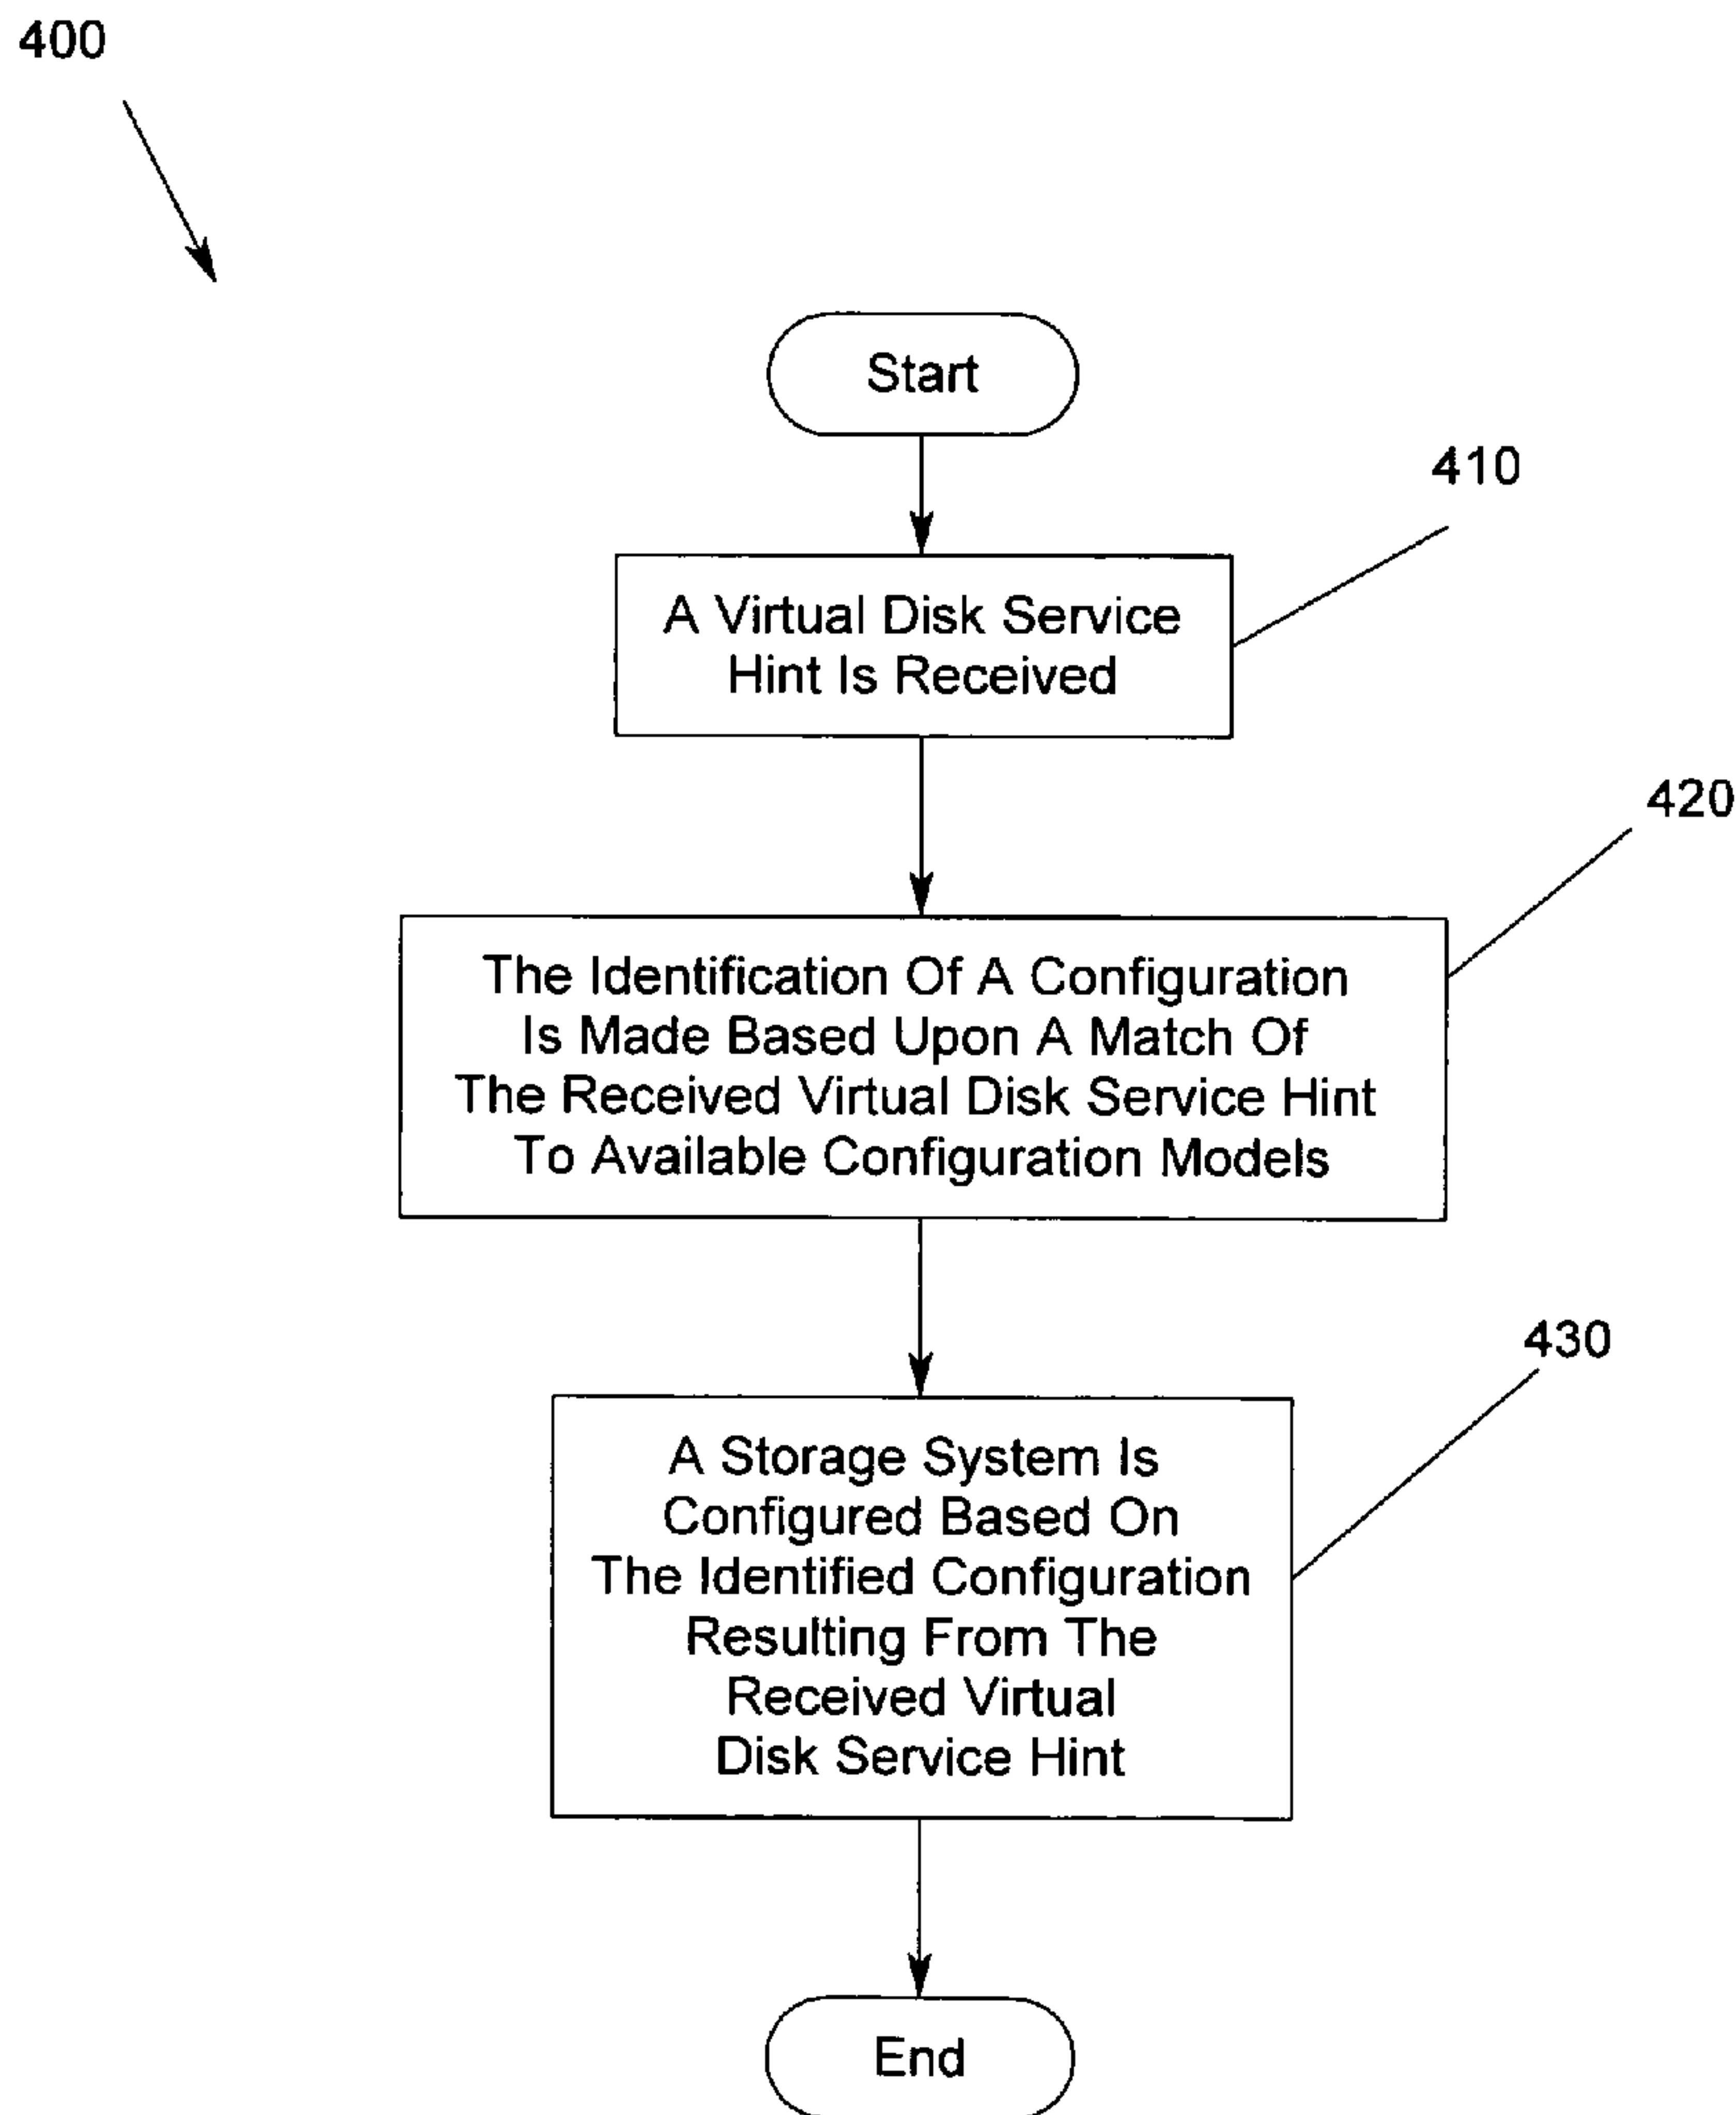 400
Start
410
A Virtual Disk Service
Hint Is Received
420
The Identification Of A Configuration
Is Made Based Upon A Match Of
The Received Virtual Disk Service Hint
To Available Configuration Models
430
A Storage System Is
Configured Based On
The Identified Configuration
Resulting From The
Received Virtual
Disk Service Hint
End